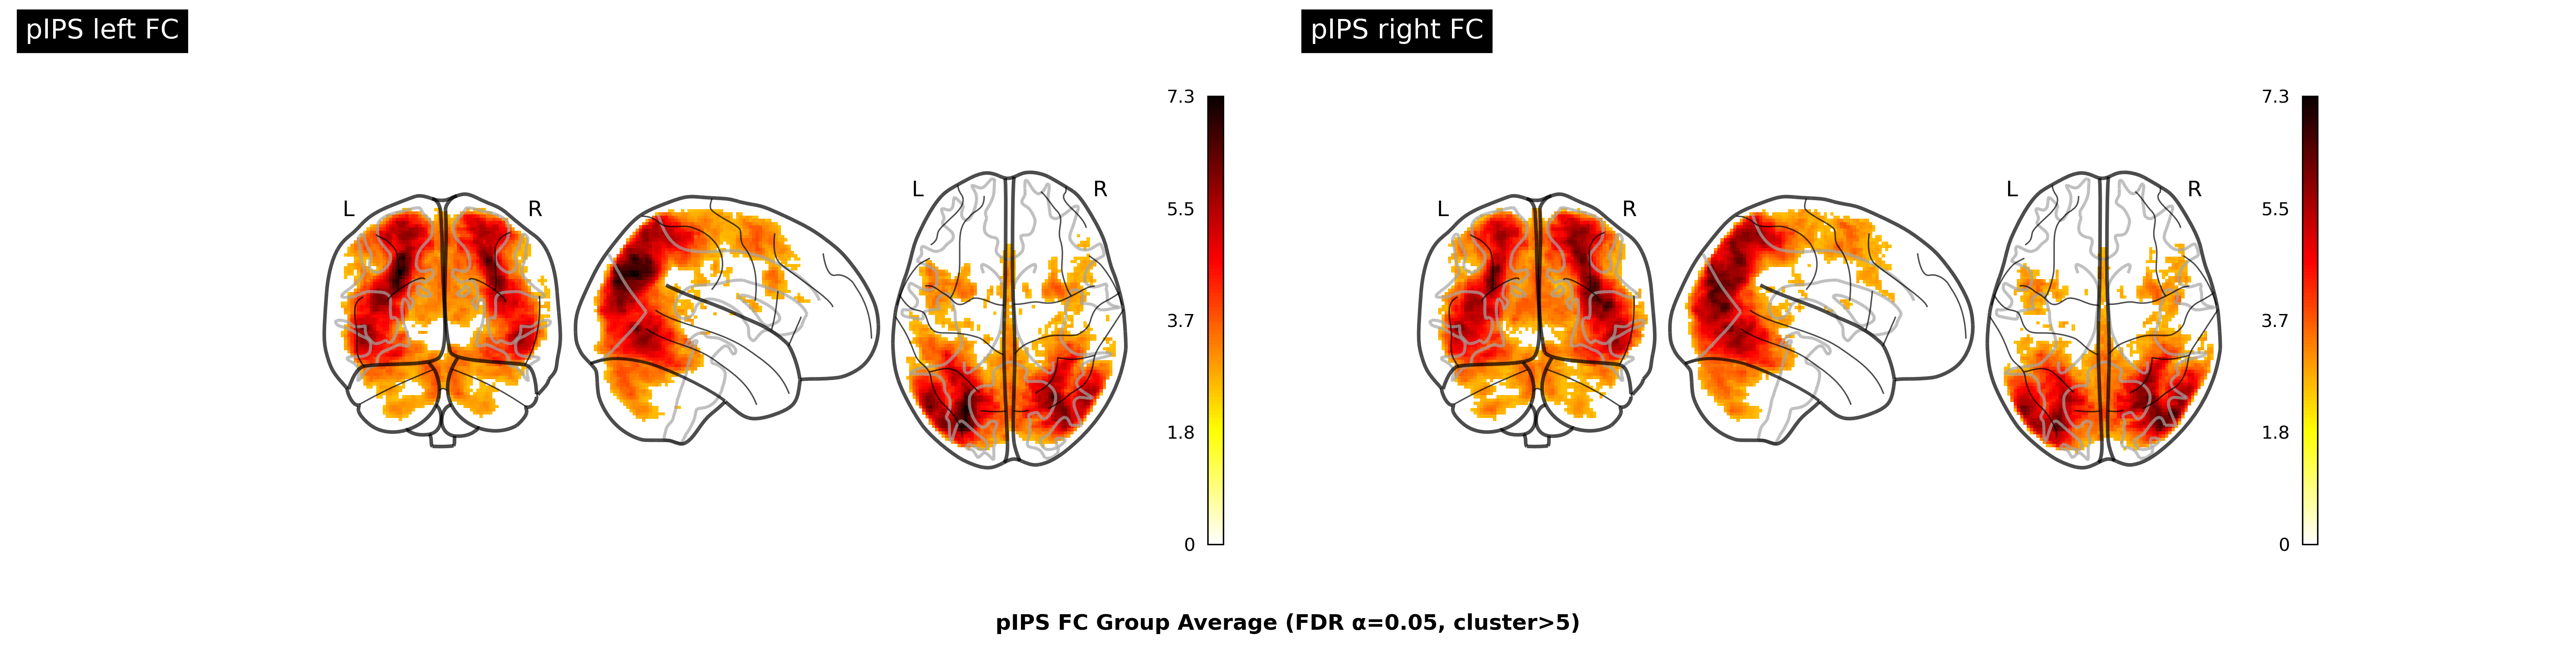 pIPS left FC
pIPS right FC
L
R
L
R
7.3
5.5
3.7
1.8
0
L
R
L
R
7.3
5.5
3.7
1.8
0
pIPS FC Group Average (FDR α=0.05, cluster>5)